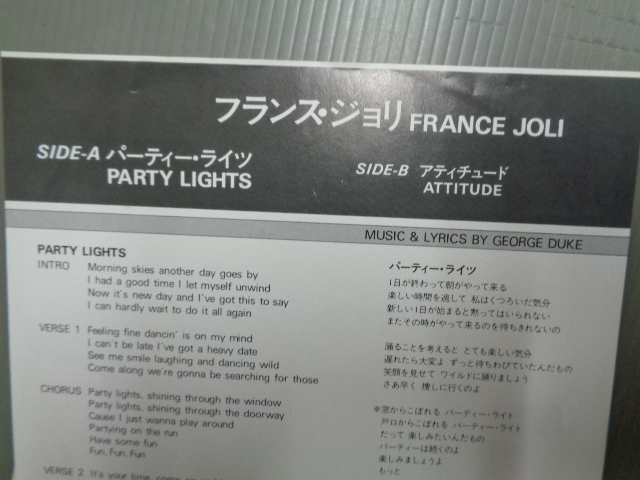 フランス・ジョリ FRANCE JOLI
SIDE-A パーティー・ライツ
PARTY LIGHTS
SIDE-B アティチュード
ATTITUDE
MUSIC & LYRICS BY GEORGE DUKE
PARTY LIGHTS
INTRO Morning skies another day goes by
I had a good time I let myself unwind
Now it's new day and I've got this to say
I can hardly wait to do it all again
VERSE 1 Feeling fine dancin' is on my mind
I can't be late I've got a heavy date
See me smile laughing and dancing wild
Come along we're gonna be searching for those
CHORUS Party lights, shining through the window
Party lights, shining through the doorway
Cause I just wanna play around
Partying on the run
Have some fun
Fun, Fun, Fun
VERSE 2 It's your time, come on
パーティー・ライツ
1日が終わって朝がやって来る
楽しい時間を過して 私はくつろいだ気分
新しい1日が始まると黙ってはいられない
またその時がやって来るのを待ちきれないの
踊ることを考えると とても楽しい気分
遅れたら大変よ ずっと待ちわびていたんだもの
笑顔を見せて ワイルドに踊りましょう
さあ早く 捜しに行くのよ
※窓からこぼれる パーティー・ライト
戸口からこぼれる パーティー・ライト
だって 楽しみたいんだもの
パーティーは続くのよ
楽しみましょうよ
もっと